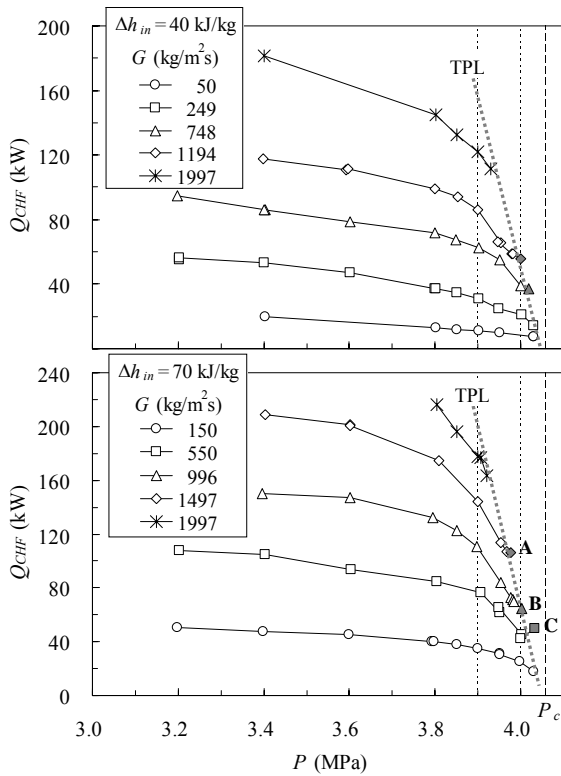 200
160
120
80
40
Q_CHF (kW)
Δh_in = 40 kJ/kg
G (kg/m²s)
50
249
748
1194
1997
TPL
240
200
160
120
80
40
0
Q_CHF (kW)
Δh_in = 70 kJ/kg
G (kg/m²s)
150
550
996
1497
1997
TPL
A
B
C
3.0 3.2 3.4 3.6 3.8 4.0 P_c
P (MPa)